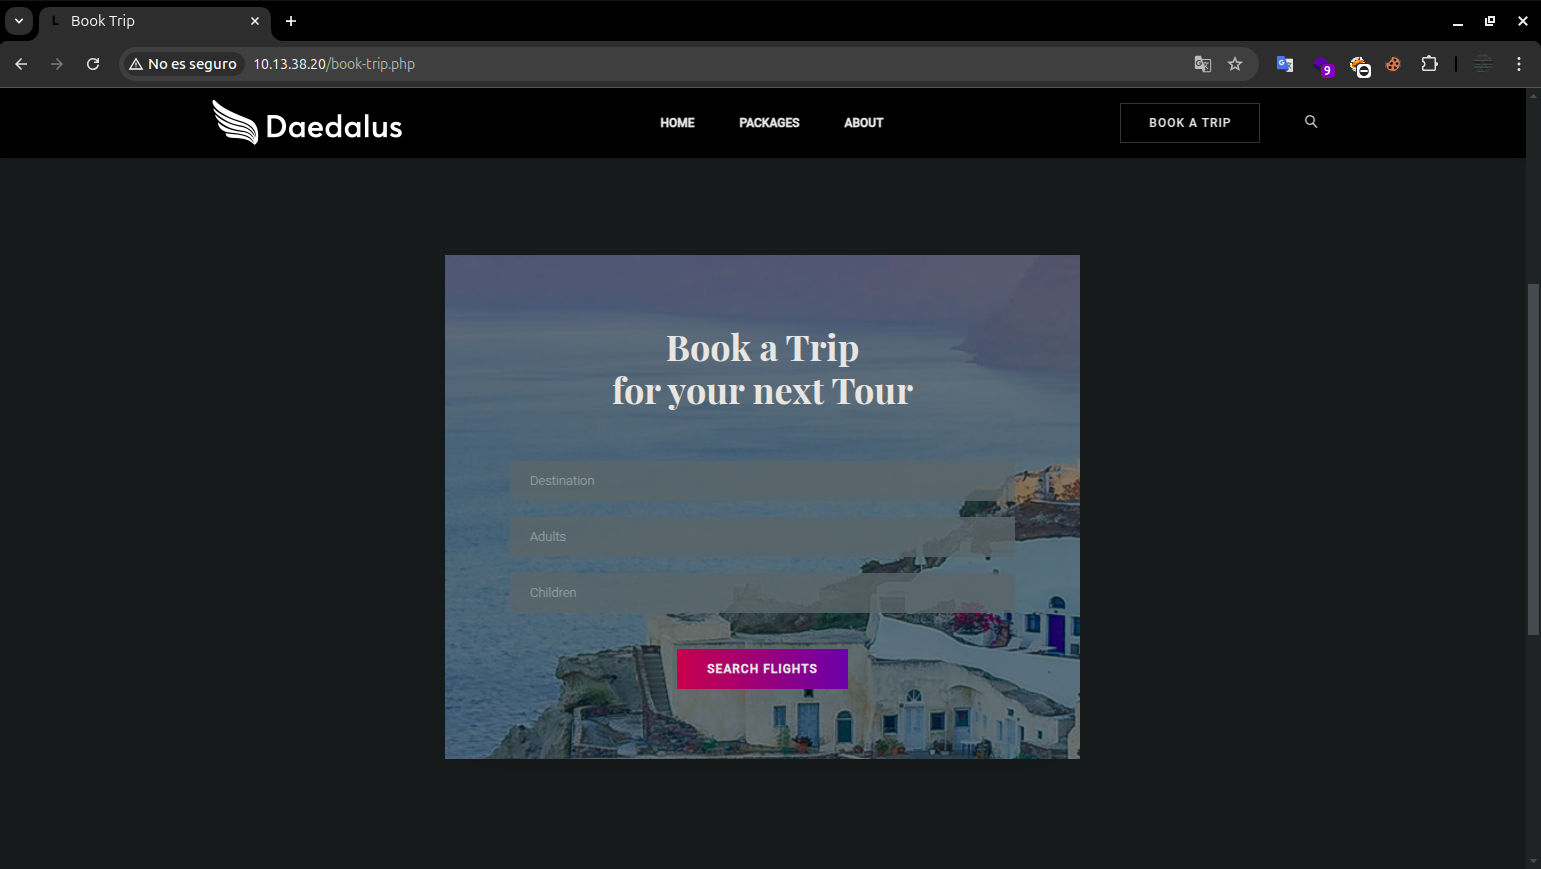 L Book Trip
No es seguro 10.13.38.20/book-trip.php
9
Daedalus HOME PACKAGES ABOUT BOOK A TRIP
Book a Trip
for your next Tour
Destination
Adults
Children
SEARCH FLIGHTS